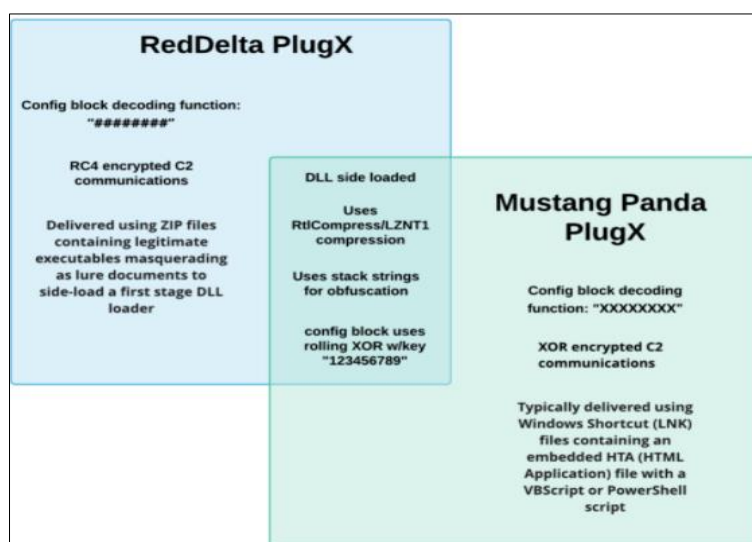 RedDelta PlugX
Config block decoding function:
"########"
RC4 encrypted C2
communications
Delivered using ZIP files
containing legitimate
executables masquerading
as lure documents to
side-load a first stage DLL
loader
DLL side loaded
Uses
RtlCompress/LZNT1
compression
Uses stack strings
for obfuscation
config block uses
rolling XOR w/key
"123456789"
Mustang Panda
PlugX
Config block decoding
function: "XXXXXXXX"
XOR encrypted C2
communications
Typically delivered using
Windows Shortcut (LNK)
files containing an
embedded HTA (HTML
Application) file with a
VBScript or PowerShell
script